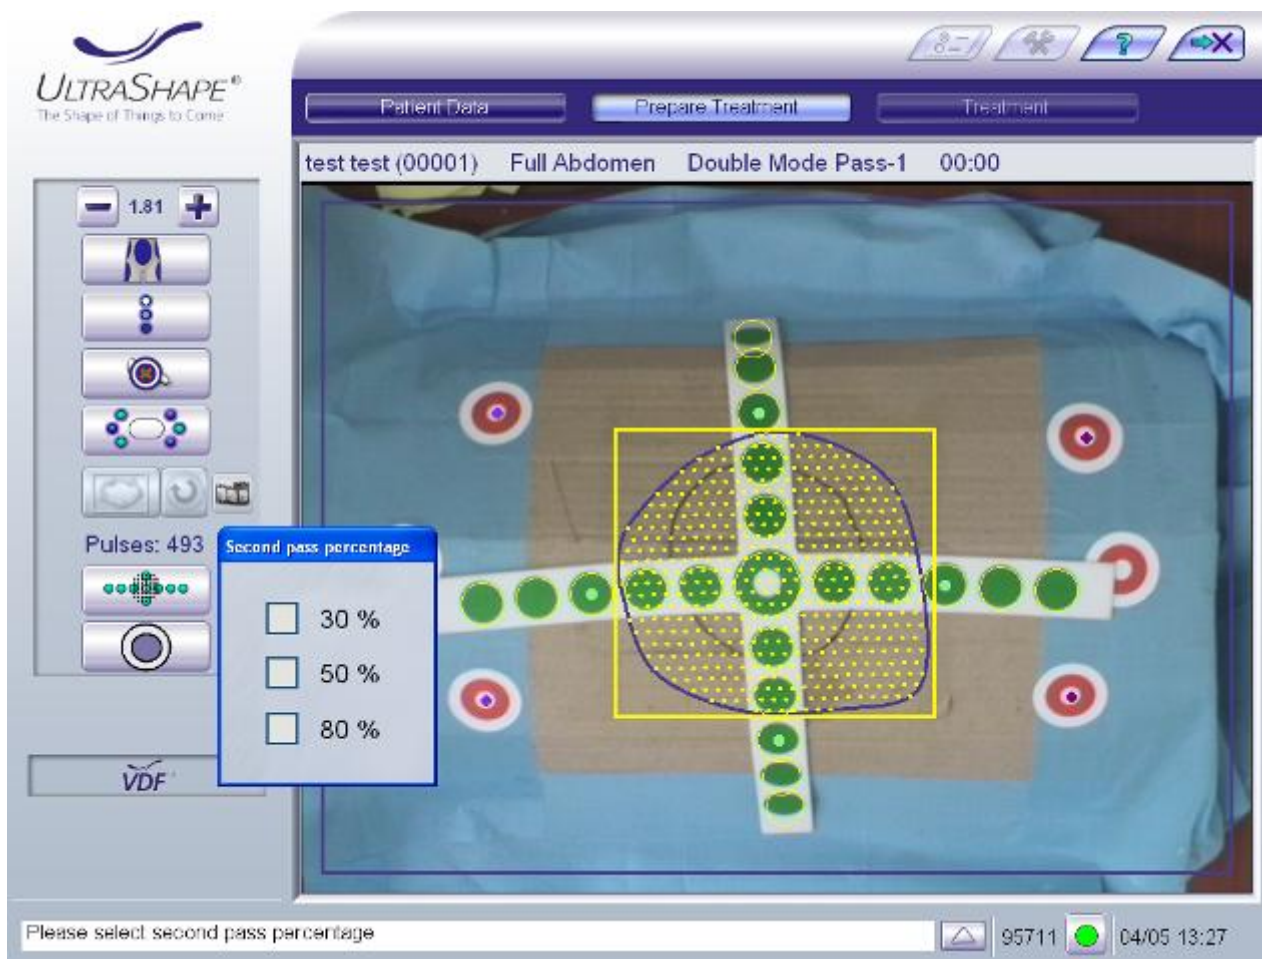 ULTRASHAPE®
The Shape of Things to Come
Patient Data
Prepare Treatment
Treatment
test test (00001) Full Abdomen Double Mode Pass-1 00:00
1.81
Pulses: 493
Second pass percentage
30 %
50 %
80 %
VDF
Please select second pass percentage
95711
04/05 13:27